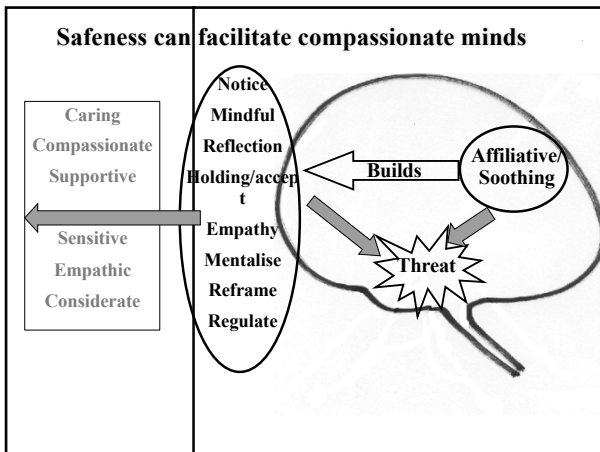 Safeness can facilitate compassionate minds
Caring
Compassionate
Supportive
Sensitive
Empathic
Considerate
Notice
Mindful
Reflection
Holding/accep
t
Empathy
Mentalise
Reframe
Regulate
Builds
Affiliative/
Soothing
Threat